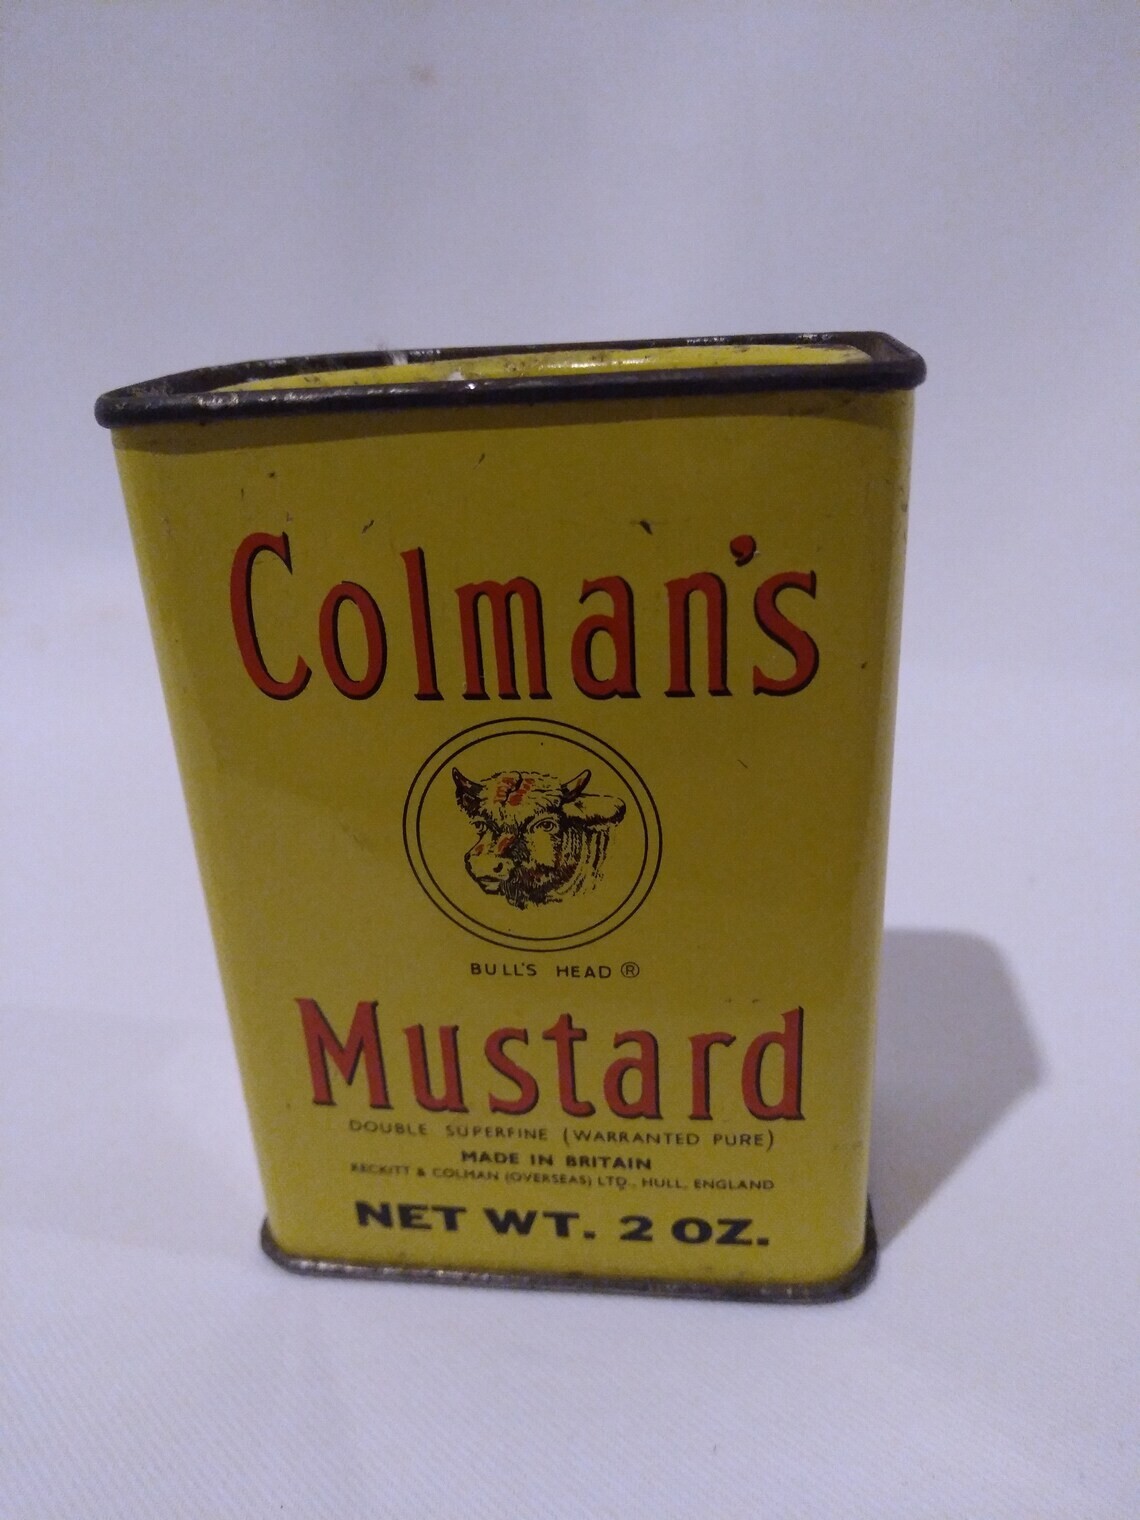 Colman's
BULL'S HEAD ®
Mustard
DOUBLE SUPERFINE (WARRANTED PURE)
MADE IN BRITAIN
RECKITT & COLMAN (OVERSEAS) LTD., HULL, ENGLAND
NET WT. 2 OZ.